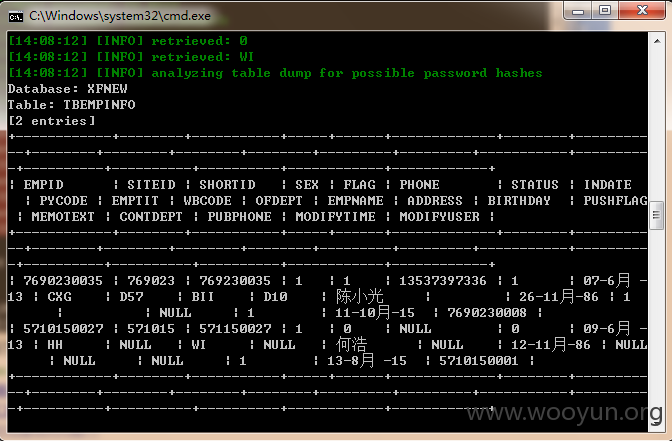 C:\Windows\system32\cmd.exe
[14:08:12] [INFO] retrieved: 0
[14:08:12] [INFO] retrieved: WI
[14:08:12] [INFO] analyzing table dump for possible password hashes
Database: XFNEW
Table: TBEMPINFO
[2 entries]
| EMPID | SITEID | SHORTID | SEX | FLAG | PHONE | STATUS | INDATE
| PYCODE | EMPTIT | WBCODE | OFDEPT | EMPNAME | ADDRESS | BIRTHDAY | PUSHFLAG
| MEMOTEXT | CONTDEPT | PUBPHONE | MODIFYTIME | MODIFYUSER |
| 7690230035 | 769023 | 769230035 | 1 | 1 | 13537397336 | 1 | 07-6月 -
13 | CXG | D57 | BII | D10 | 陈小光 | | 26-11月-86 | 1
| | NULL | 1 | 11-10月-15 | 7690230008 |
| 5710150027 | 571015 | 571150027 | 1 | 0 | NULL | 0 | 09-6月 -
13 | HH | NULL | WI | NULL | 何浩 | NULL | 12-11月-86 | NULL
| NULL | NULL | 1 | 13-8月 -15 | 5710150001 |
www.wooyun.org